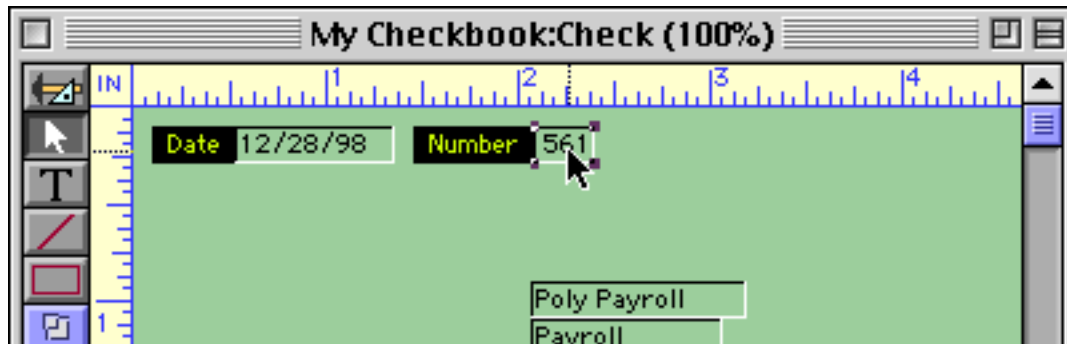 My Checkbook:Check (100%)
IN 1 2 3 4
Date 12/28/98 Number 561
T
Poly Payroll
1
Payroll